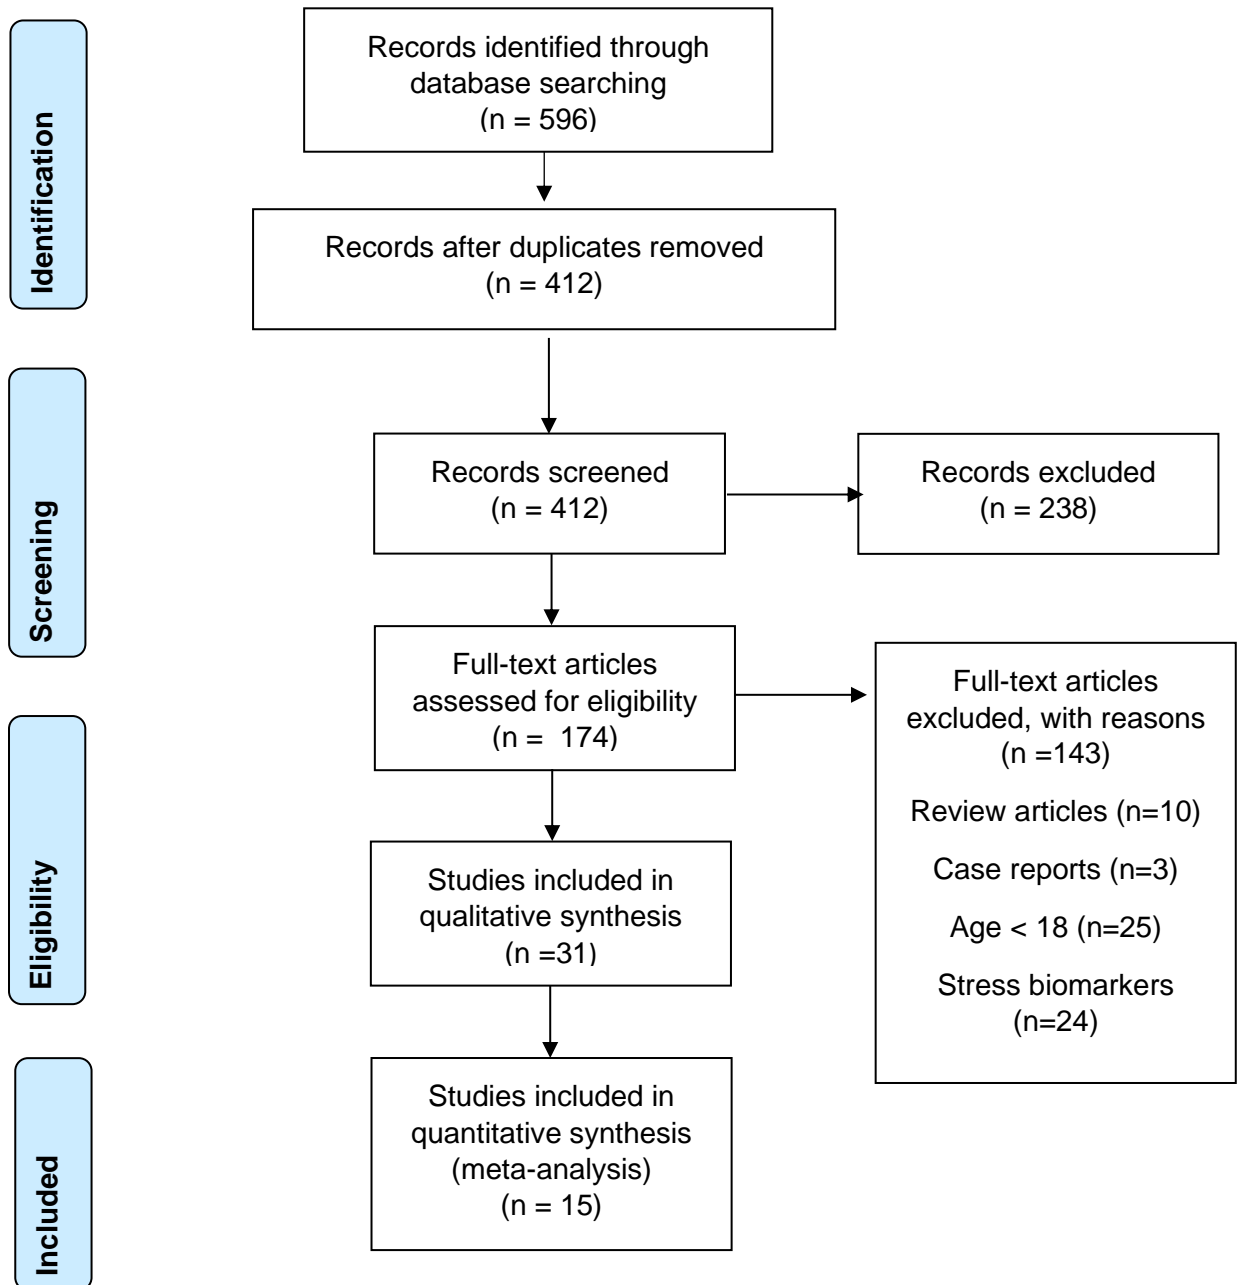 Identification
Records identified through
database searching
(n = 596)
Records after duplicates removed
(n = 412)
Screening
Records screened
(n = 412)
Records excluded
(n = 238)
Full-text articles
assessed for eligibility
(n = 174)
Full-text articles
excluded, with reasons
(n =143)
Review articles (n=10)
Case reports (n=3)
Age < 18 (n=25)
Stress biomarkers
(n=24)
Eligibility
Studies included in
qualitative synthesis
(n =31)
Included
Studies included in
quantitative synthesis
(meta-analysis)
(n = 15)